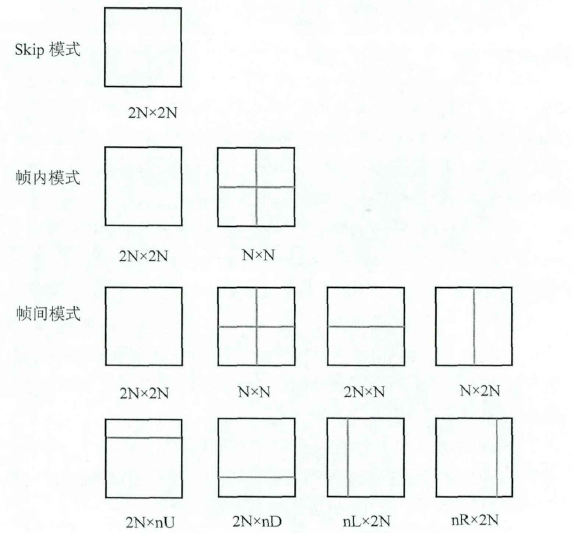 Skip 模式
2N×2N
帧内模式
2N×2N N×N
帧间模式
2N×2N N×N 2N×N N×2N
2N×nU 2N×nD nL×2N nR×2N